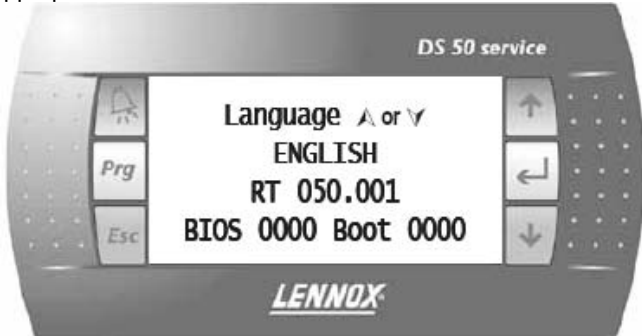 DS 50 service
Language ⮝ or ⮟
ENGLISH
Prg
RT 050.001
Esc
BIOS 0000 Boot 0000
LENNOX